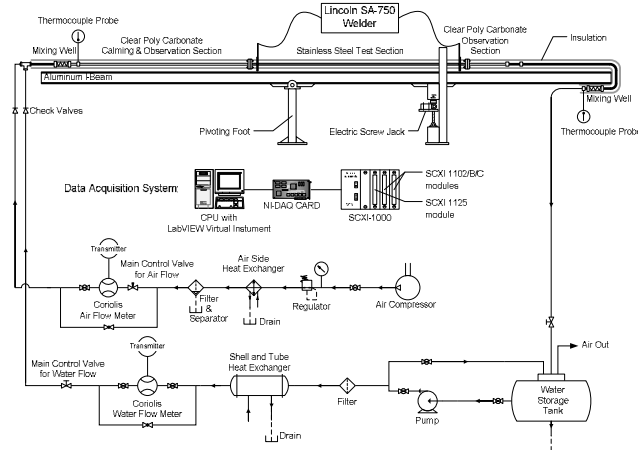 Lincoln SA-750
Welder
Thermocouple Probe
Clear Poly Carbonate
Calming & Observation Section
Mixing Well
Stainless Steel Test Section
Clear Poly Carbonate
Observation
Section
Insulation
Aluminum I-Beam
Mixing Well
Check Valves
Pivoting Foot
Electric Screw Jack
Thermocouple Probe
Data Acquisition System:
CPU with
LabVIEW Virtual Instument
NI-DAQ CARD
SCXI-1000
SCXI 1102/B/C
modules
SCXI 1125
module
Transmitter
Main Control Valve
for Air Flow
Air Side
Heat Exchanger
Coriolis
Air Flow Meter
Filter
&
Separator
Drain
Regulator
Air Compressor
Transmitter
Main Control Valve
for Water Flow
Shell and Tube
Heat Exchanger
Air Out
Coriolis
Water Flow Meter
Drain
Filter
Pump
Water
Storage
Tank